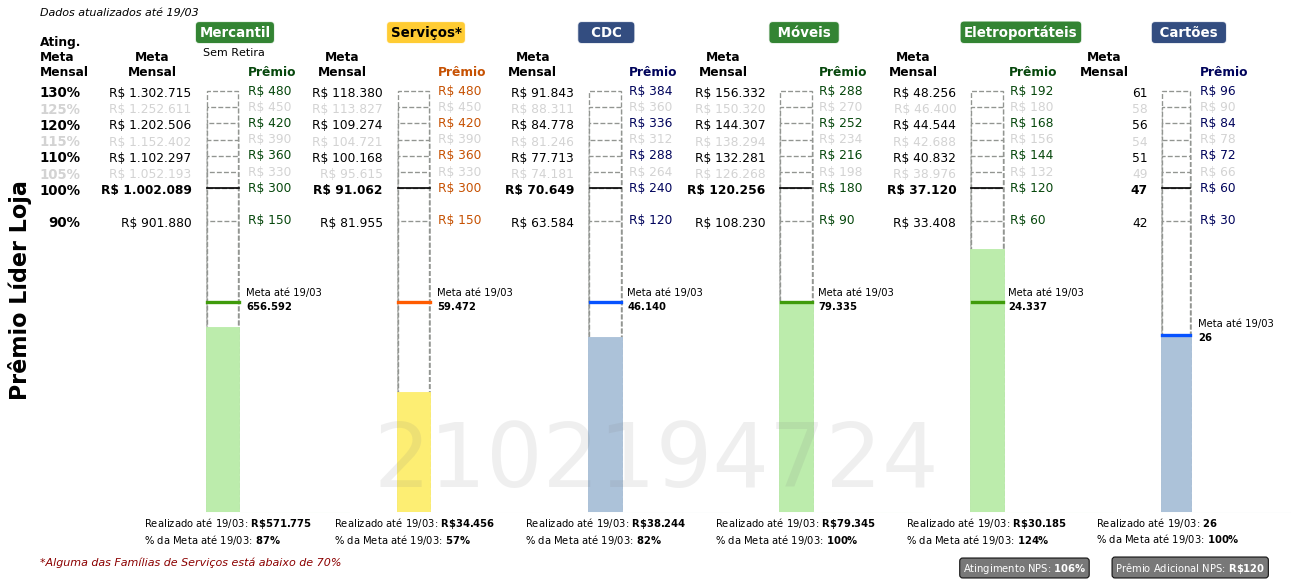 Dados atualizados até 19/03
Mercantil Serviços* CDC Móveis Eletroportáteis Cartões
Sem Retira
Ating. Meta Mensal
Meta Mensal Prêmio Meta Mensal Prêmio Meta Mensal Prêmio Meta Mensal Prêmio Meta Mensal Prêmio Meta Mensal Prêmio
130% R$ 1.302.715 R$ 480 R$ 118.380 R$ 480 R$ 91.843 R$ 384 R$ 156.332 R$ 288 R$ 48.256 R$ 192 61 R$ 96
125% R$ 1.252.611 R$ 450 R$ 113.827 R$ 450 R$ 88.311 R$ 360 R$ 150.320 R$ 270 R$ 46.400 R$ 180 58 R$ 90
120% R$ 1.202.506 R$ 420 R$ 109.274 R$ 420 R$ 84.778 R$ 336 R$ 144.307 R$ 252 R$ 44.544 R$ 168 56 R$ 84
115% R$ 1.152.402 R$ 390 R$ 104.721 R$ 390 R$ 81.246 R$ 312 R$ 138.294 R$ 234 R$ 42.688 R$ 156 54 R$ 78
110% R$ 1.102.297 R$ 360 R$ 100.168 R$ 360 R$ 77.713 R$ 288 R$ 132.281 R$ 216 R$ 40.832 R$ 144 51 R$ 72
105% R$ 1.052.193 R$ 330 R$ 95.615 R$ 330 R$ 74.181 R$ 264 R$ 126.268 R$ 198 R$ 38.976 R$ 132 49 R$ 66
100% R$ 1.002.089 R$ 300 R$ 91.062 R$ 300 R$ 70.649 R$ 240 R$ 120.256 R$ 180 R$ 37.120 R$ 120 47 R$ 60
90% R$ 901.880 R$ 150 R$ 81.955 R$ 150 R$ 63.584 R$ 120 R$ 108.230 R$ 90 R$ 33.408 R$ 60 42 R$ 30
Prêmio Líder Loja
Meta até 19/03 Meta até 19/03 Meta até 19/03 Meta até 19/03 Meta até 19/03
656.592 59.472 46.140 79.335 24.337
Meta até 19/03
26
2102194724
Realizado até 19/03: R$571.775 Realizado até 19/03: R$34.456 Realizado até 19/03: R$38.244 Realizado até 19/03: R$79.345 Realizado até 19/03: R$30.185 Realizado até 19/03: 26
% da Meta até 19/03: 87% % da Meta até 19/03: 57% % da Meta até 19/03: 82% % da Meta até 19/03: 100% % da Meta até 19/03: 124% % da Meta até 19/03: 100%
*Alguma das Famílias de Serviços está abaixo de 70%
Atingimento NPS: 106% Prêmio Adicional NPS: R$120